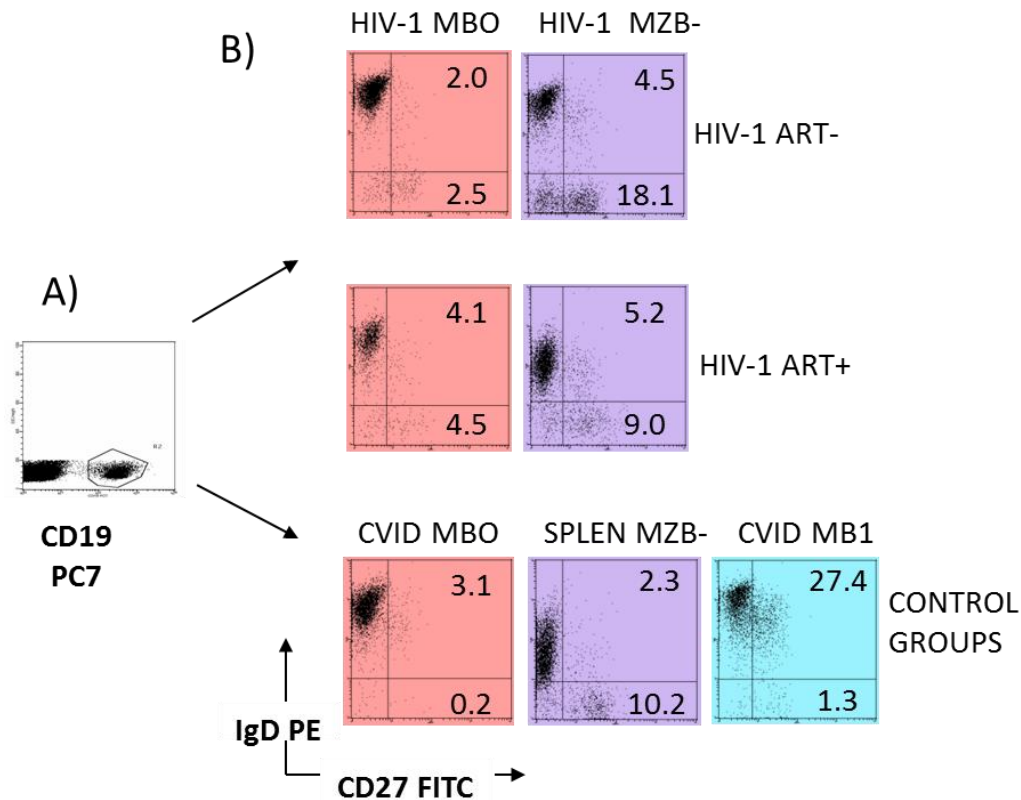 HIV-1 MBO HIV-1 MZB-
B)
2.0 4.5
HIV-1 ART-
2.5 18.1
A)
4.1 5.2
HIV-1 ART+
4.5 9.0
CD19
PC7
CVID MBO SPLEN MZB- CVID MB1
3.1 2.3 27.4
CONTROL
GROUPS
0.2 10.2 1.3
IgD PE
CD27 FITC